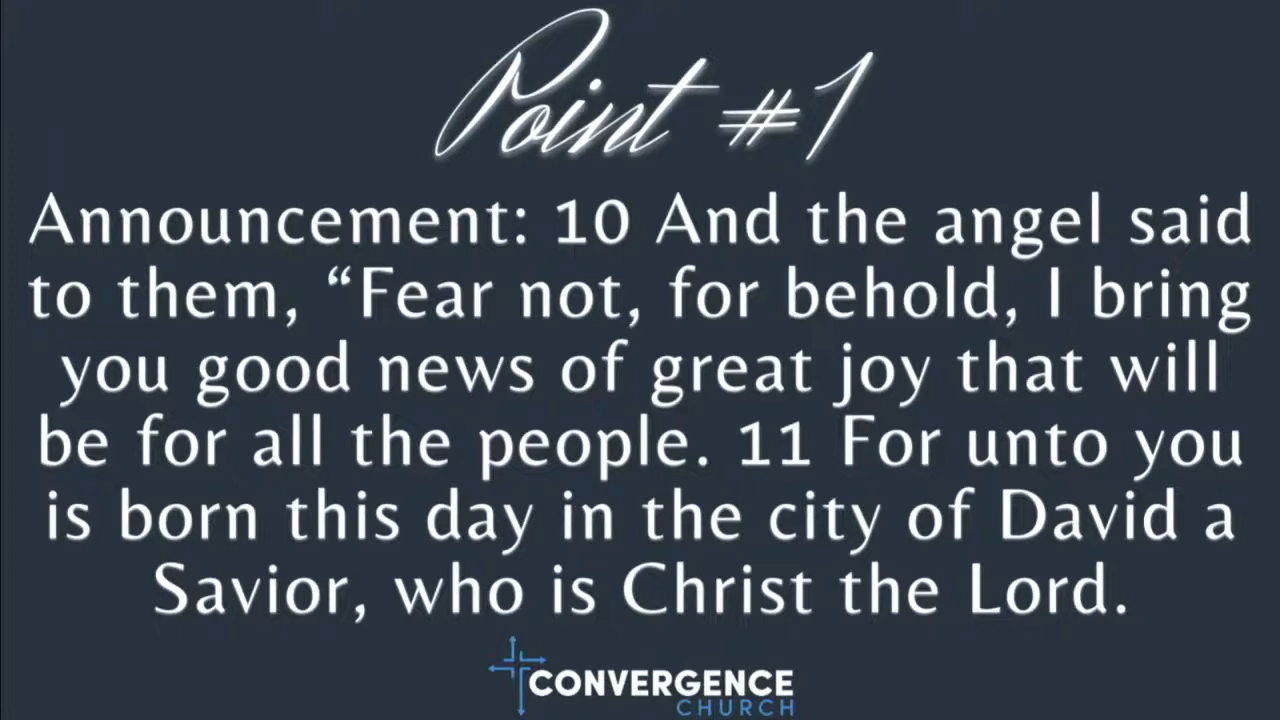 Point #1
Announcement: 10 And the angel said
to them, “Fear not, for behold, I bring
you good news of great joy that will
be for all the people. 11 For unto you
is born this day in the city of David a
Savior, who is Christ the Lord.
CONVERGENCE
CHURCH